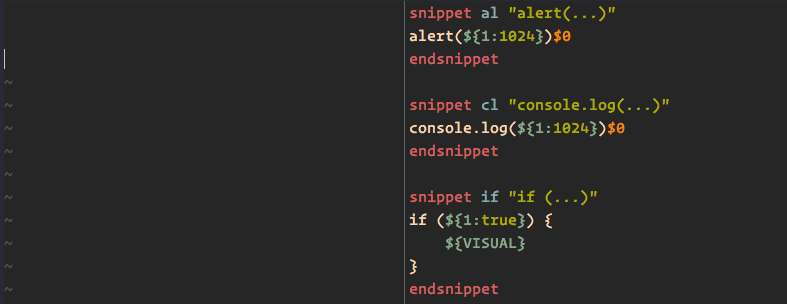 snippet al "alert(...)"
alert(${1:1024})$0
endsnippet
~
~
snippet cl "console.log(...)"
~
console.log(${1:1024})$0
~
endsnippet
~
~
snippet if "if (...)"
~
if (${1:true}) {
~
${VISUAL}
~
}
~
endsnippet
~